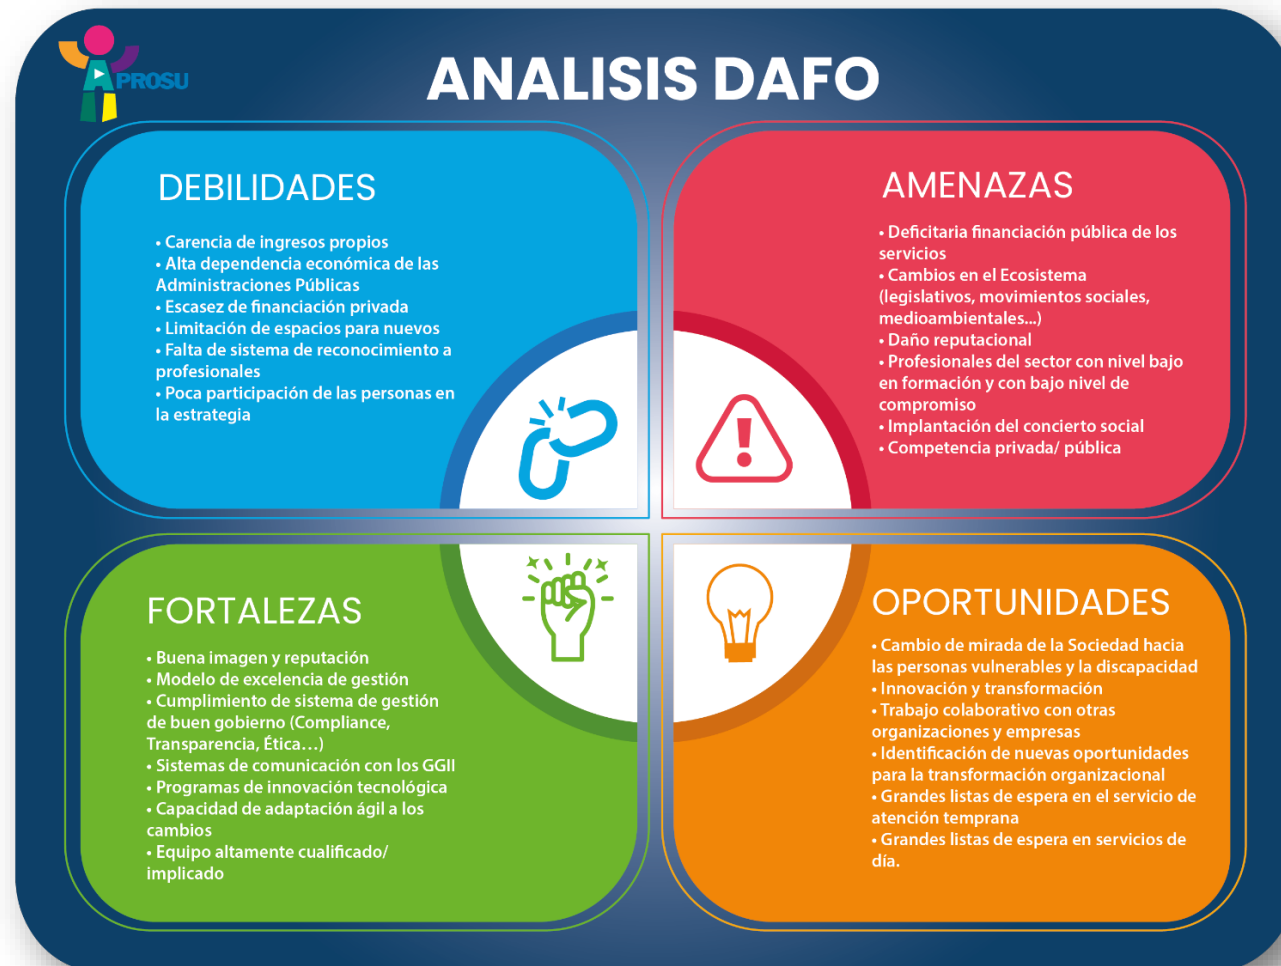 APROSU
ANALISIS DAFO
DEBILIDADES
• Carencia de ingresos propios
• Alta dependencia económica de las
Administraciones Públicas
• Escasez de financiación privada
• Limitación de espacios para nuevos
• Falta de sistema de reconocimiento a
profesionales
• Poca participación de las personas en
la estrategia
AMENAZAS
• Deficitaria financiación pública de los
servicios
• Cambios en el Ecosistema
(legislativos, movimientos sociales,
medioambientales...)
• Daño reputacional
• Profesionales del sector con nivel bajo
en formación y con bajo nivel de
compromiso
• Implantación del concierto social
• Competencia privada/ pública
FORTALEZAS
• Buena imagen y reputación
• Modelo de excelencia de gestión
• Cumplimiento de sistema de gestión
de buen gobierno (Compliance,
Transparencia, Ética…)
• Sistemas de comunicación con los GGII
• Programas de innovación tecnológica
• Capacidad de adaptación ágil a los
cambios
• Equipo altamente cualificado/
implicado
OPORTUNIDADES
• Cambio de mirada de la Sociedad hacia
las personas vulnerables y la discapacidad
• Innovación y transformación
• Trabajo colaborativo con otras
organizaciones y empresas
• Identificación de nuevas oportunidades
para la transformación organizacional
• Grandes listas de espera en el servicio de
atención temprana
• Grandes listas de espera en servicios de
día.